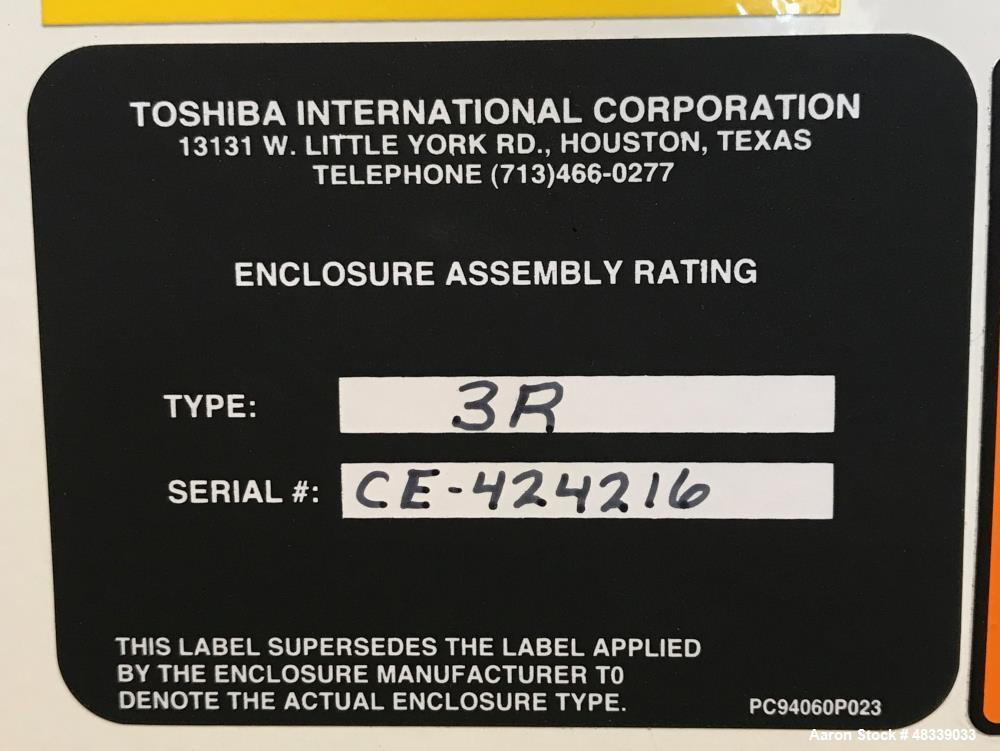 TOSHIBA INTERNATIONAL CORPORATION
13131 W. LITTLE YORK RD., HOUSTON, TEXAS
TELEPHONE (713)466-0277
ENCLOSURE ASSEMBLY RATING
TYPE: 3R
SERIAL #: CE-424216
THIS LABEL SUPERSEDES THE LABEL APPLIED
BY THE ENCLOSURE MANUFACTURER TO
DENOTE THE ACTUAL ENCLOSURE TYPE.
PC94060P023
Aaron Stock # 48339033